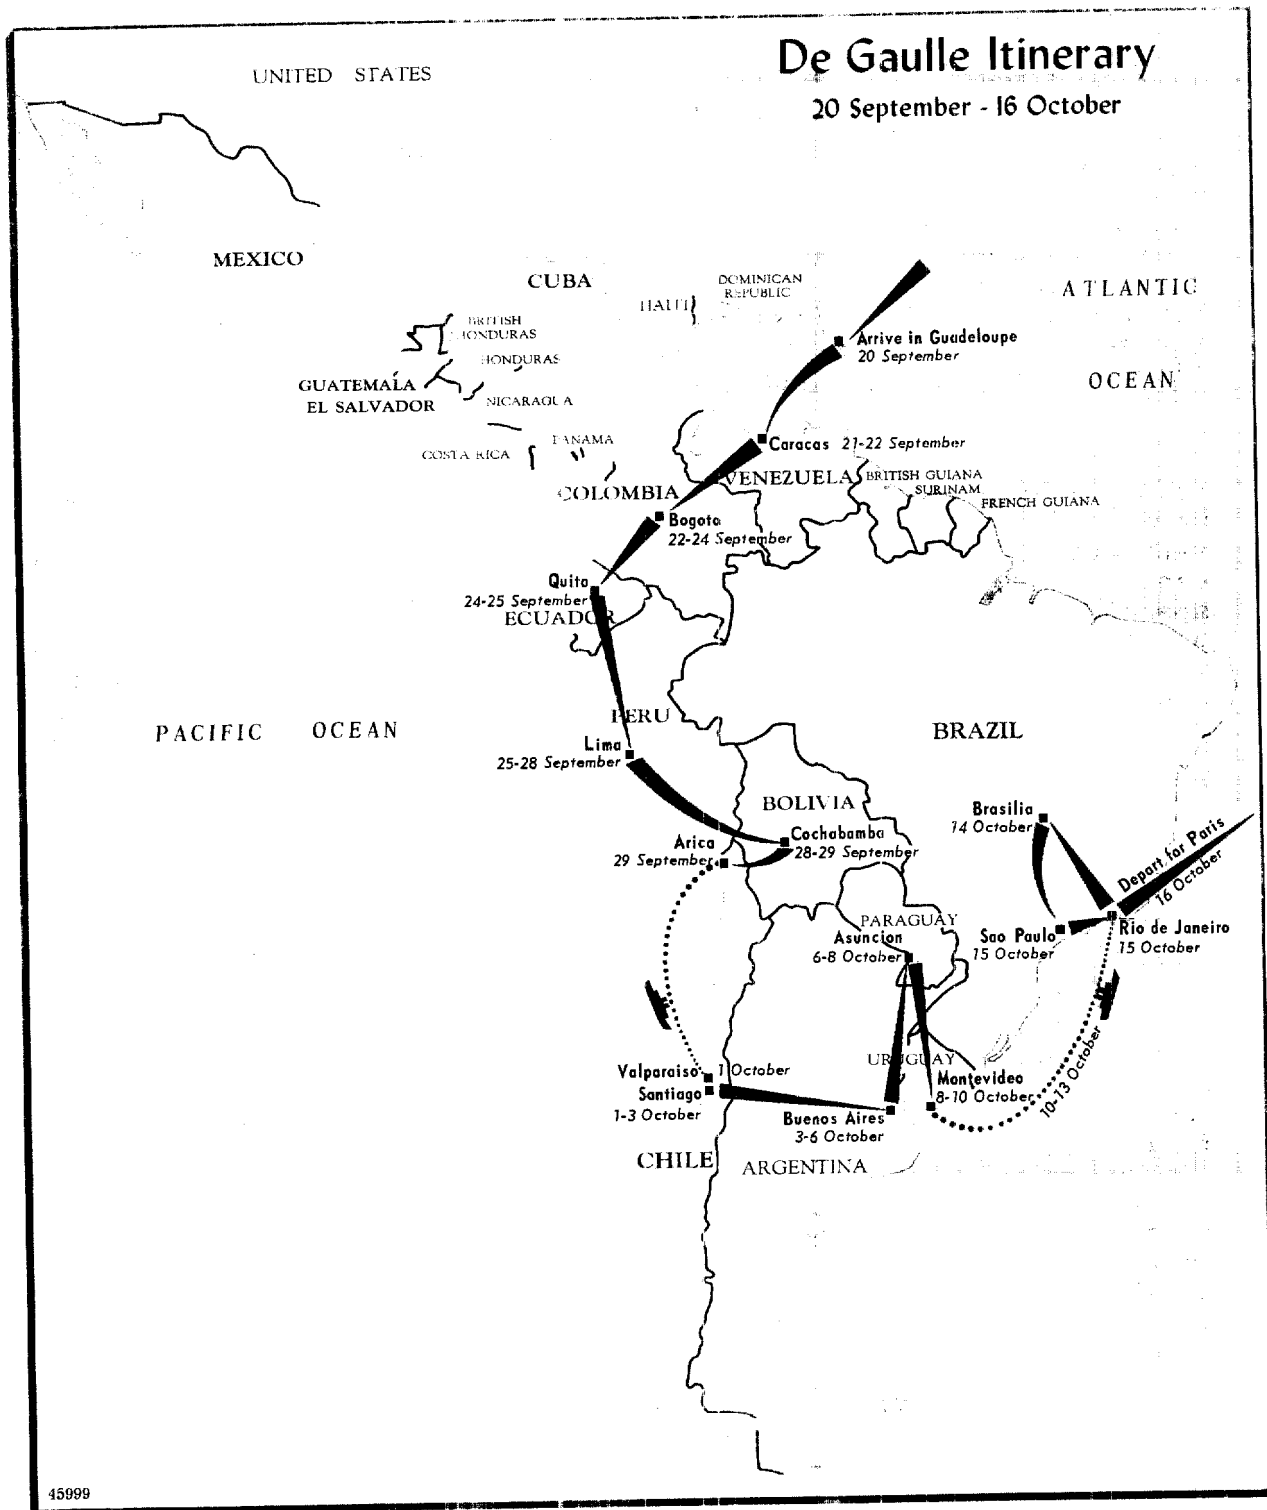 De Gaulle Itinerary
20 September - 16 October
UNITED STATES
MEXICO
CUBA
HAITI
DOMINICAN
REPUBLIC
ATLANTIC
OCEAN
BRITISH
HONDURAS
HONDURAS
GUATEMALA
EL SALVADOR
NICARAGUA
COSTA RICA
PANAMA
Arrive in Guadeloupe
20 September
Caracas 21-22 September
VENEZUELA
BRITISH GUIANA
SURINAM
FRENCH GUIANA
COLOMBIA
Bogota
22-24 September
Quito
24-25 September
ECUADOR
PACIFIC OCEAN
PERU
BRAZIL
Lima
25-28 September
BOLIVIA
Cochabamba
28-29 September
Arica
29 September
Brasilia
14 October
Depart for Paris
16 October
PARAGUAY
Asuncion
6-8 October
Sao Paulo
15 October
Rio de Janeiro
15 October
Valparaiso 1 October
Santiago
1-3 October
URUGUAY
Montevideo
8-10 October
10-13 October
Buenos Aires
3-6 October
CHILE
ARGENTINA
45999